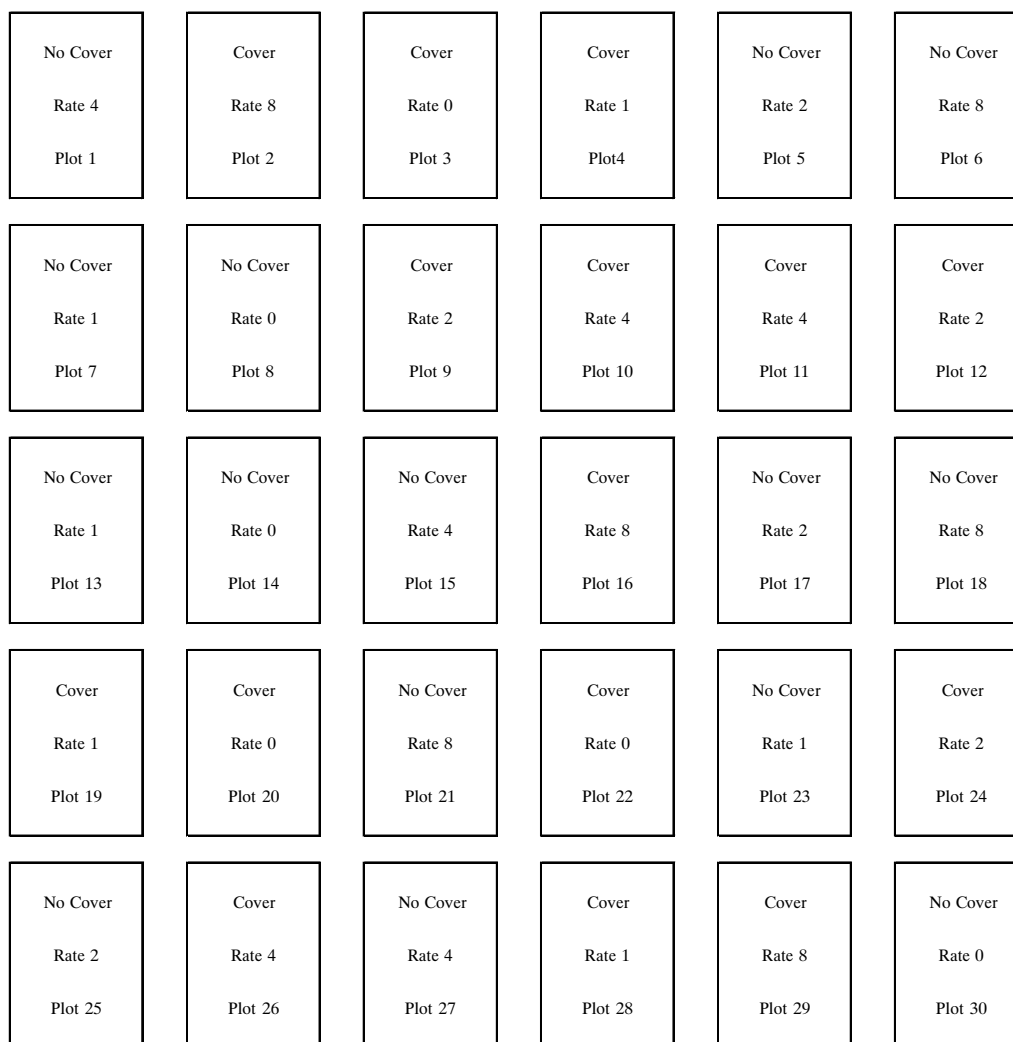 No Cover
Rate 4
Plot 1
Cover
Rate 8
Plot 2
Cover
Rate 0
Plot 3
Cover
Rate 1
Plot4
No Cover
Rate 2
Plot 5
No Cover
Rate 8
Plot 6
No Cover
Rate 1
Plot 7
No Cover
Rate 0
Plot 8
Cover
Rate 2
Plot 9
Cover
Rate 4
Plot 10
Cover
Rate 4
Plot 11
Cover
Rate 2
Plot 12
No Cover
Rate 1
Plot 13
No Cover
Rate 0
Plot 14
No Cover
Rate 4
Plot 15
Cover
Rate 8
Plot 16
No Cover
Rate 2
Plot 17
No Cover
Rate 8
Plot 18
Cover
Rate 1
Plot 19
Cover
Rate 0
Plot 20
No Cover
Rate 8
Plot 21
Cover
Rate 0
Plot 22
No Cover
Rate 1
Plot 23
Cover
Rate 2
Plot 24
No Cover
Rate 2
Plot 25
Cover
Rate 4
Plot 26
No Cover
Rate 4
Plot 27
Cover
Rate 1
Plot 28
Cover
Rate 8
Plot 29
No Cover
Rate 0
Plot 30